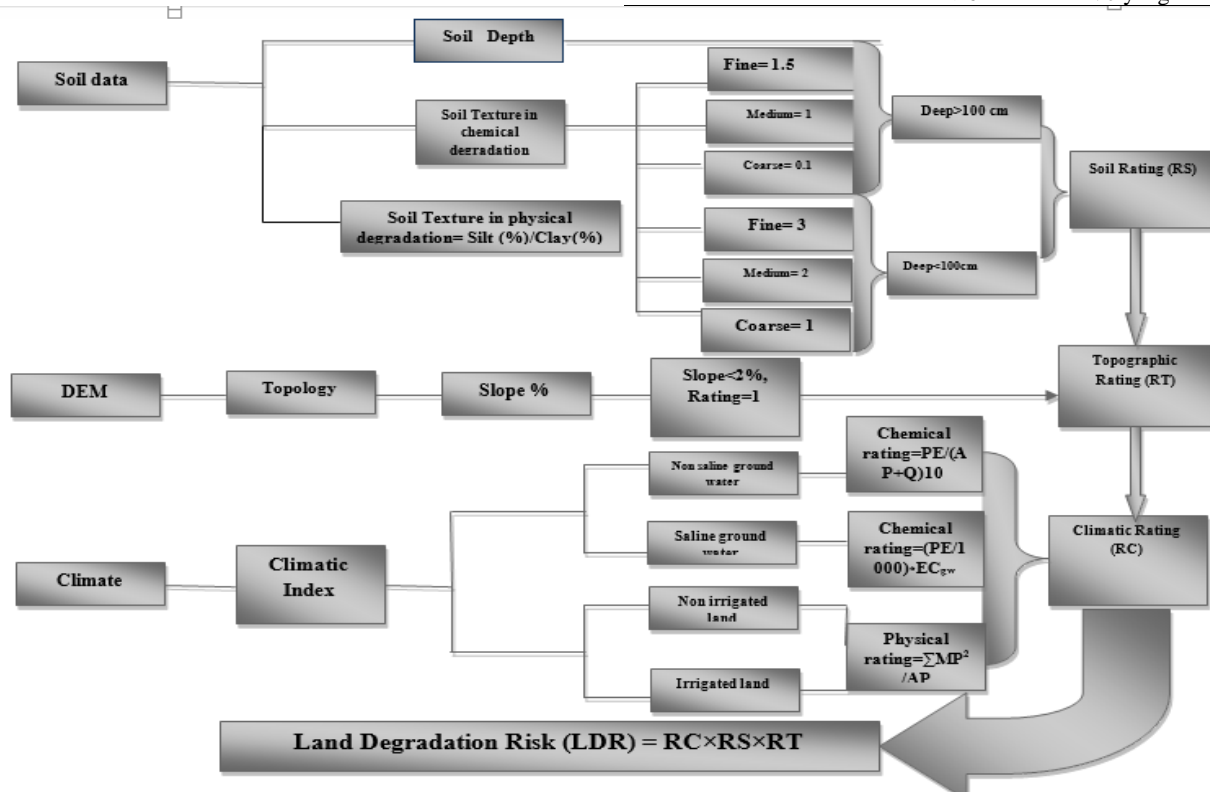 Soil Depth
Soil data
Soil Texture in
chemical
degradation
Soil Texture in physical
degradation= Silt (%)/Clay(%)
Fine= 1.5
Medium= 1
Coarse= 0.1
Fine= 3
Medium= 2
Coarse= 1
Deep>100 cm
Deep<100cm
Soil Rating (RS)
DEM
Topology
Slope %
Slope<2%,
Rating=1
Topographic
Rating (RT)
Climate
Climatic
Index
Non saline ground
water
Saline ground
water
Non irrigated
land
Irrigated land
Chemical
rating=PE/(A
P+Q)10
Chemical
rating=(PE/1
000)*ECgw
Physical
rating=∑MP²
/AP
Climatic Rating
(RC)
Land Degradation Risk (LDR) = RC×RS×RT